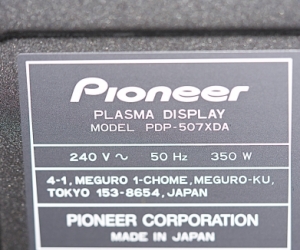 Pioneer
PLASMA DISPLAY
MODEL PDP-507XDA
240 V ~ 50 Hz 350 W
4-1, MEGURO 1-CHOME, MEGURO-KU,
TOKYO 153-8654, JAPAN
PIONEER CORPORATION
MADE IN JAPAN